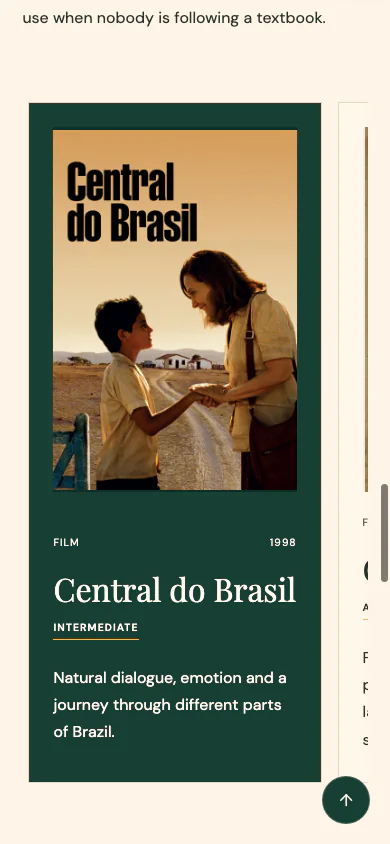 use when nobody is following a textbook.
Central
do Brasil
FILM
1998
Central do Brasil
INTERMEDIATE
Natural dialogue, emotion and a
journey through different parts
of Brazil.